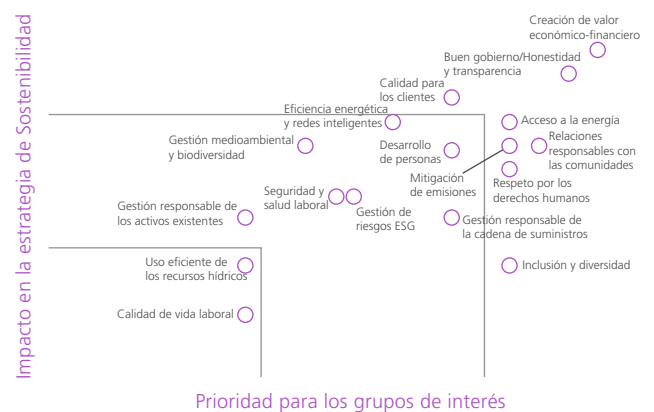 Impacto en la estrategia de Sostenibilidad
Creación de valor
económico-financiero
Buen gobierno/Honestidad
y transparencia
Calidad para
los clientes
Eficiencia energética
y redes inteligentes
Acceso a la energía
Gestión medioambiental
y biodiversidad
Desarrollo
de personas
Relaciones
responsables con
las comunidades
Mitigación
de emisiones
Respeto por los
derechos humanos
Seguridad y
salud laboral
Gestión de
riesgos ESG
Gestión responsable de
los activos existentes
Gestión responsable de
la cadena de suministros
Uso eficiente de
los recursos hídricos
Inclusión y diversidad
Calidad de vida laboral
Prioridad para los grupos de interés